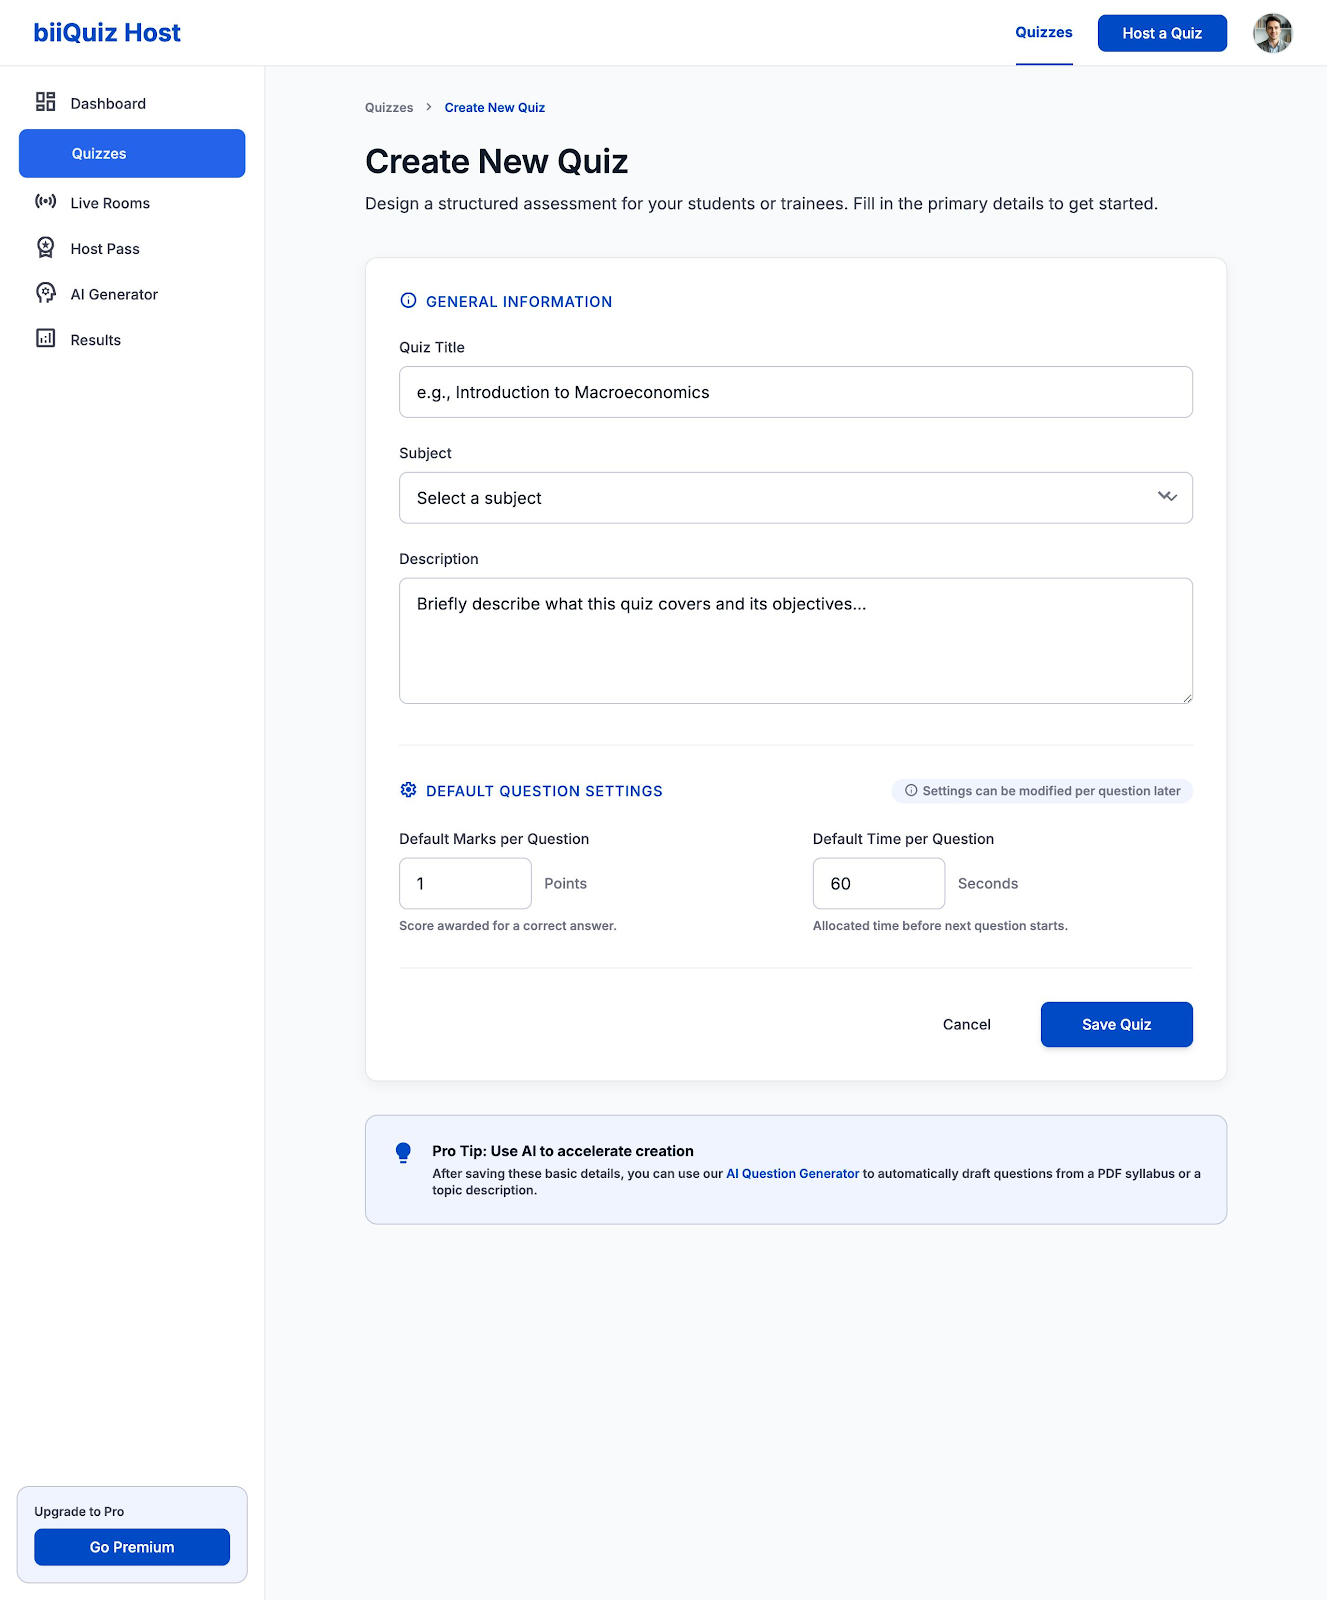 biiQuiz Host
Quizzes
Host a Quiz
Dashboard
Quizzes
Live Rooms
Host Pass
AI Generator
Results
Upgrade to Pro
Go Premium
Quizzes > Create New Quiz
Create New Quiz
Design a structured assessment for your students or trainees. Fill in the primary details to get started.
GENERAL INFORMATION
Quiz Title
e.g., Introduction to Macroeconomics
Subject
Select a subject
Description
Briefly describe what this quiz covers and its objectives...
DEFAULT QUESTION SETTINGS
Settings can be modified per question later
Default Marks per Question
1 Points
Score awarded for a correct answer.
Default Time per Question
60 Seconds
Allocated time before next question starts.
Cancel
Save Quiz
Pro Tip: Use AI to accelerate creation
After saving these basic details, you can use our AI Question Generator to automatically draft questions from a PDF syllabus or a
topic description.